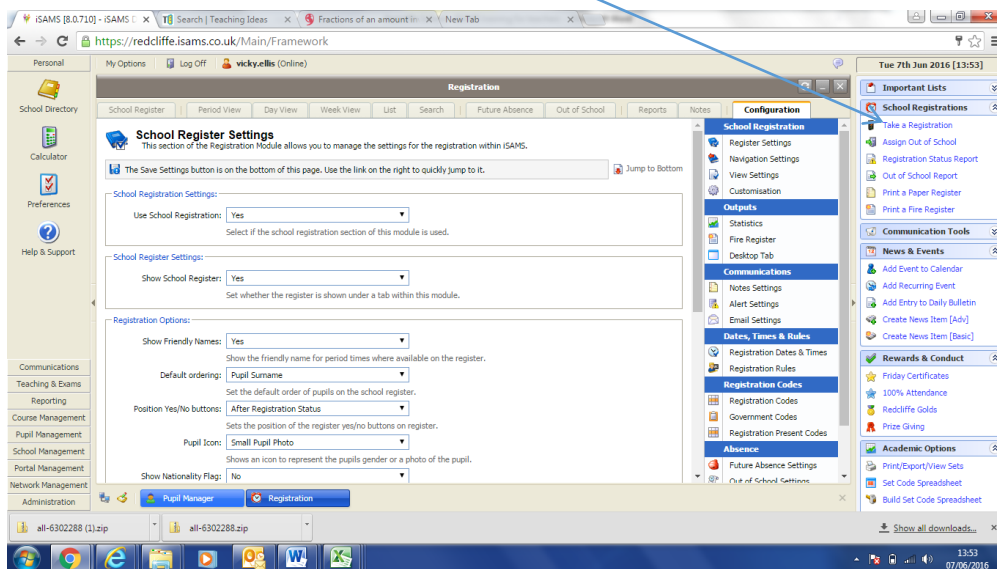 iSAMS [8.0.710] - iSAMS
Search | Teaching Ideas
Fractions of an amount in
New Tab
https://redcliffe.isams.co.uk/Main/Framework
Personal
My Options
Log Off
vicky.ellis (Online)
Tue 7th Jun 2016 [13:53]
School Directory
Calculator
Preferences
Help & Support
Communications
Teaching & Exams
Reporting
Course Management
Pupil Management
School Management
Portal Management
Network Management
Administration
Registration
School Register
Period View
Day View
Week View
List
Search
Future Absence
Out of School
Reports
Notes
Configuration
School Register Settings
This section of the Registration Module allows you to manage the settings for the registration within iSAMS.
The Save Settings button is on the bottom of this page. Use the link on the right to quickly jump to it.
Jump to Bottom
School Registration Settings:
Use School Registration: Yes
Select if the school registration section of this module is used.
School Register Settings:
Show School Register: Yes
Set whether the register is shown under a tab within this module.
Registration Options:
Show Friendly Names: Yes
Show the friendly name for period times where available on the register.
Default ordering: Pupil Surname
Set the default order of pupils on the school register.
Position Yes/No buttons: After Registration Status
Sets the position of the register yes/no buttons on register.
Pupil Icon: Small Pupil Photo
Shows an icon to represent the pupils gender or a photo of the pupil.
Show Nationality Flag: No
School Registration
Register Settings
Navigation Settings
View Settings
Customisation
Outputs
Statistics
Fire Register
Desktop Tab
Communications
Notes Settings
Alert Settings
Email Settings
Dates, Times & Rules
Registration Dates & Times
Registration Rules
Registration Codes
Registration Codes
Government Codes
Registration Present Codes
Absence
Future Absence Settings
Out of School Settings
Important Lists
School Registrations
Take a Registration
Assign Out of School
Registration Status Report
Out of School Report
Print a Paper Register
Print a Fire Register
Communication Tools
News & Events
Add Event to Calendar
Add Recurring Event
Add Entry to Daily Bulletin
Create News Item [Adv]
Create News Item [Basic]
Rewards & Conduct
Friday Certificates
100% Attendance
Redcliffe Golds
Prize Giving
Academic Options
Print/Export/View Sets
Set Code Spreadsheet
Build Set Code Spreadsheet
Pupil Manager
Registration
all-6302288 (1).zip
all-6302288.zip
Show all downloads...
13:53
07/06/2016